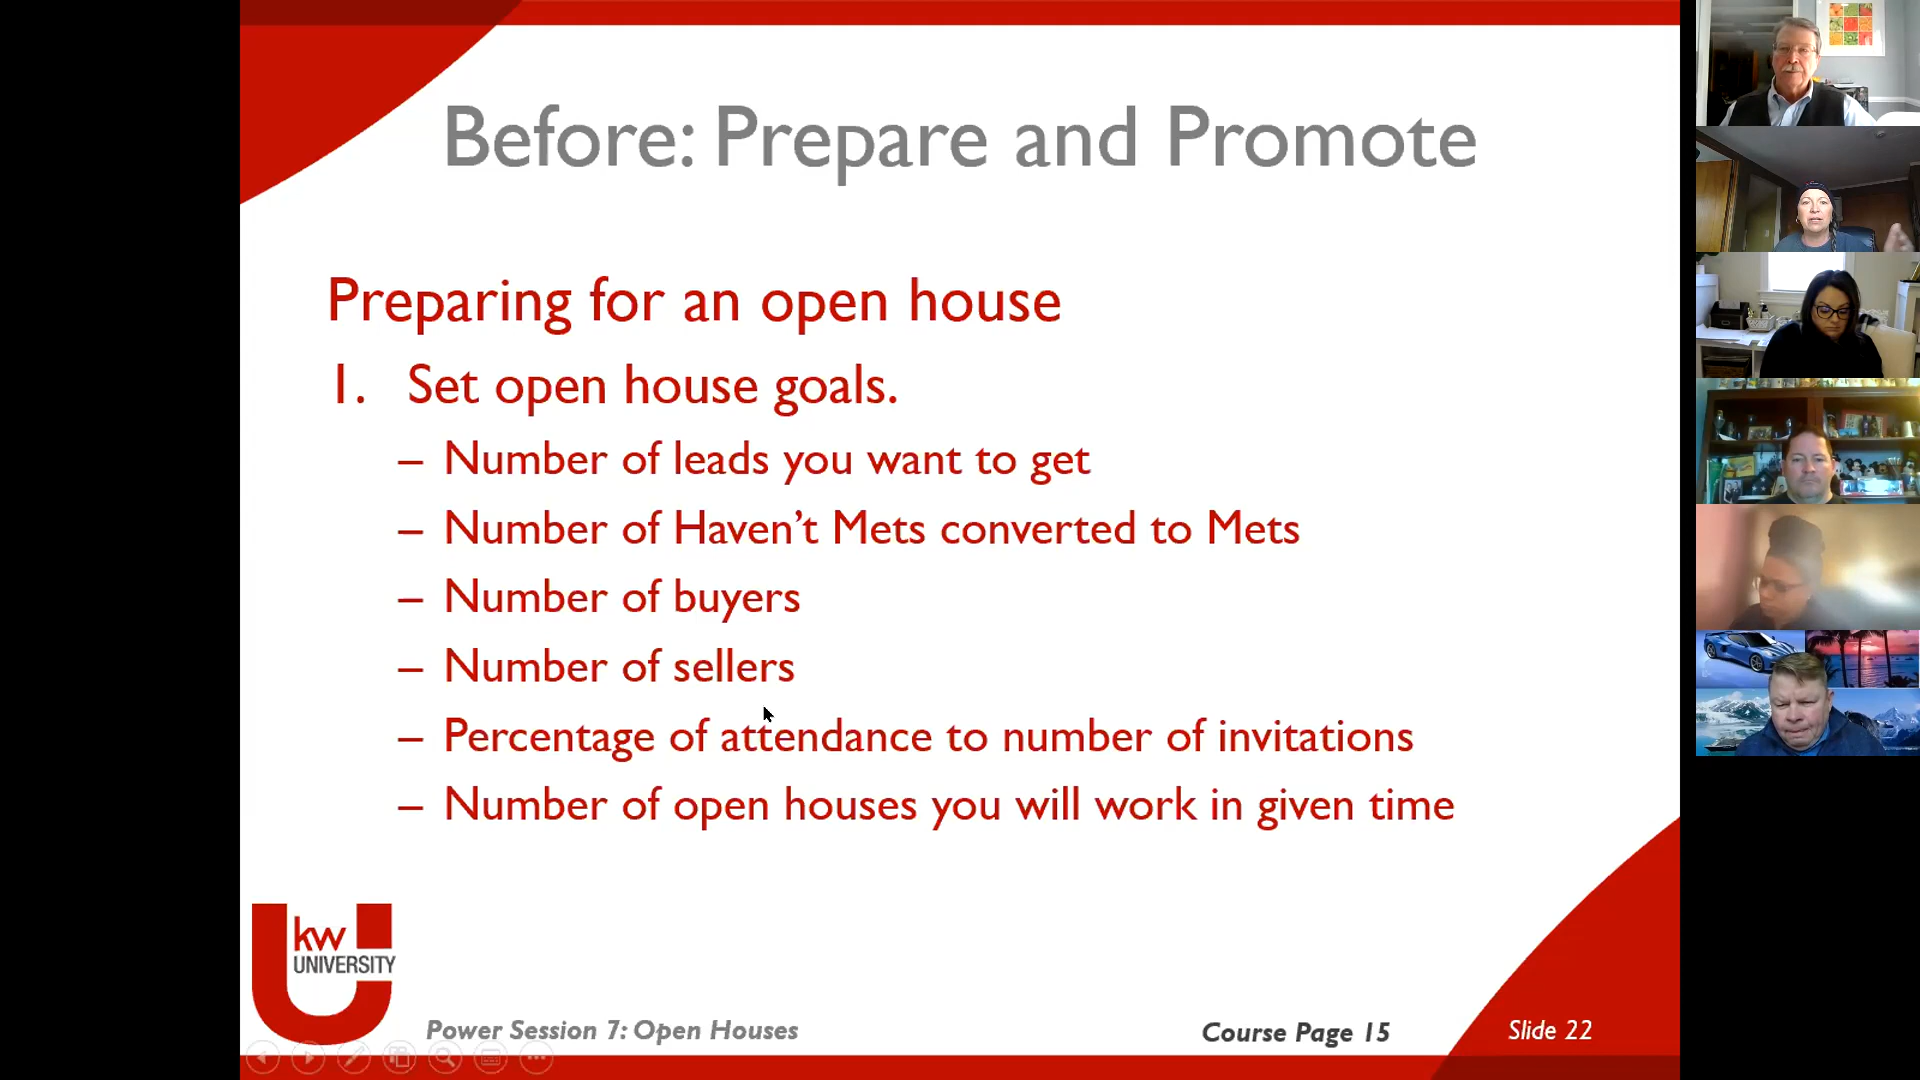 Before: Prepare and Promote
Preparing for an open house
1. Set open house goals.
– Number of leads you want to get
– Number of Haven’t Mets converted to Mets
– Number of buyers
– Number of sellers
– Percentage of attendance to number of invitations
– Number of open houses you will work in given time
kw
UNIVERSITY
Power Session 7: Open Houses
Course Page 15
Slide 22